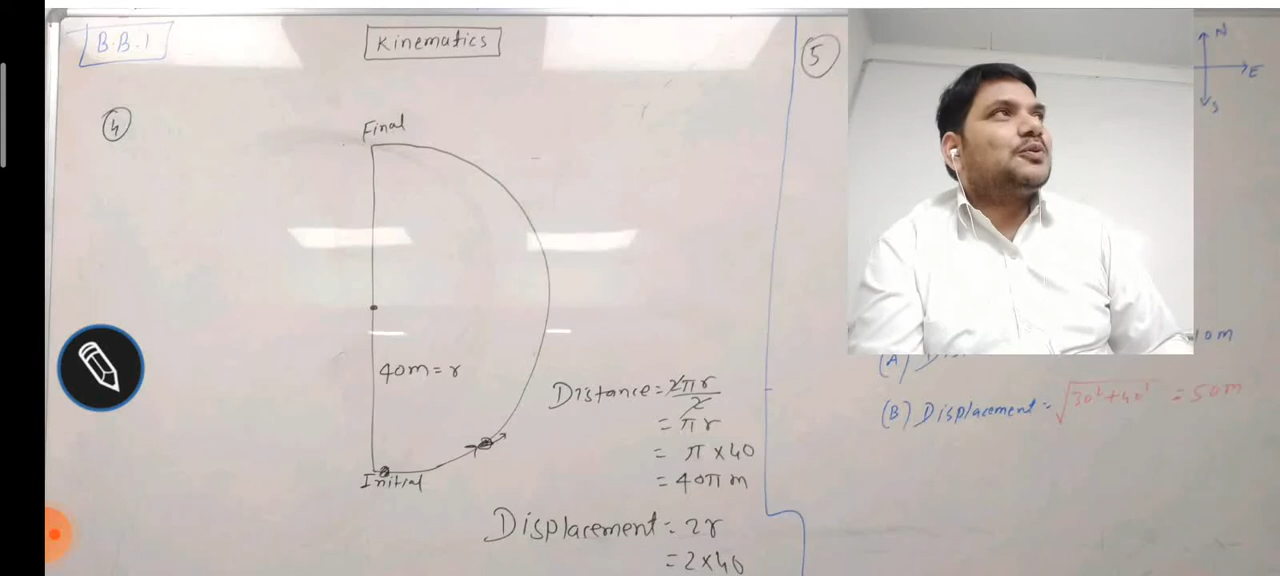 B.B.1
Kinematics
4
Final
40m = r
Initial
Distance = 2πr/2
= πr
= π × 40
= 40π m
Displacement = 2r
= 2×40
5
N
E
S
(A)
(B) Displacement = √30²+40² = 50m